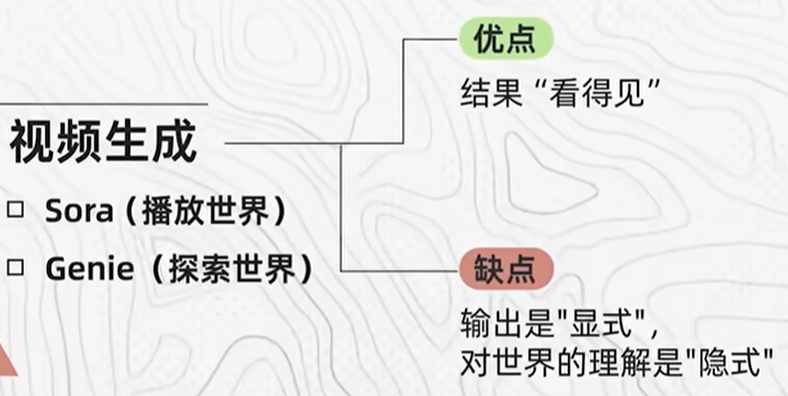 视频生成
□ Sora（播放世界）
□ Genie（探索世界）
优点
结果“看得见”
缺点
输出是"显式"，
对世界的理解是"隐式"